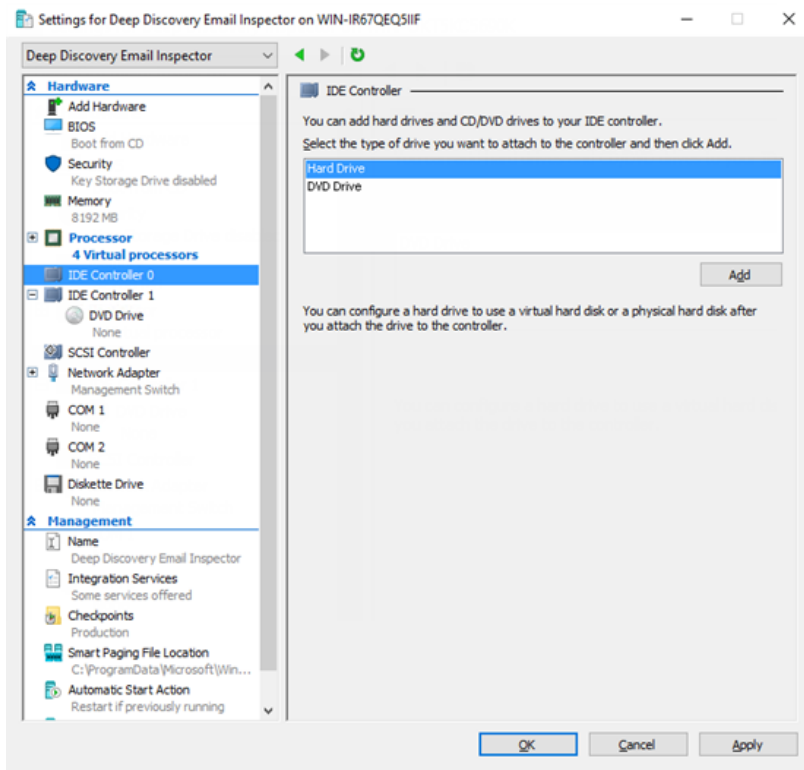 Settings for Deep Discovery Email Inspector on WIN-IR67QEQ5IIF
Deep Discovery Email Inspector
Hardware
Add Hardware
BIOS
Boot from CD
Security
Key Storage Drive disabled
Memory
8192 MB
Processor
4 Virtual processors
IDE Controller 0
IDE Controller 1
DVD Drive
None
SCSI Controller
Network Adapter
Management Switch
COM 1
None
COM 2
None
Diskette Drive
None
Management
Name
Deep Discovery Email Inspector
Integration Services
Some services offered
Checkpoints
Production
Smart Paging File Location
C:\ProgramData\Microsoft\Win...
Automatic Start Action
Restart if previously running
IDE Controller
You can add hard drives and CD/DVD drives to your IDE controller.
Select the type of drive you want to attach to the controller and then click Add.
Hard Drive
DVD Drive
Add
You can configure a hard drive to use a virtual hard disk or a physical hard disk after
you attach the drive to the controller.
OK
Cancel
Apply